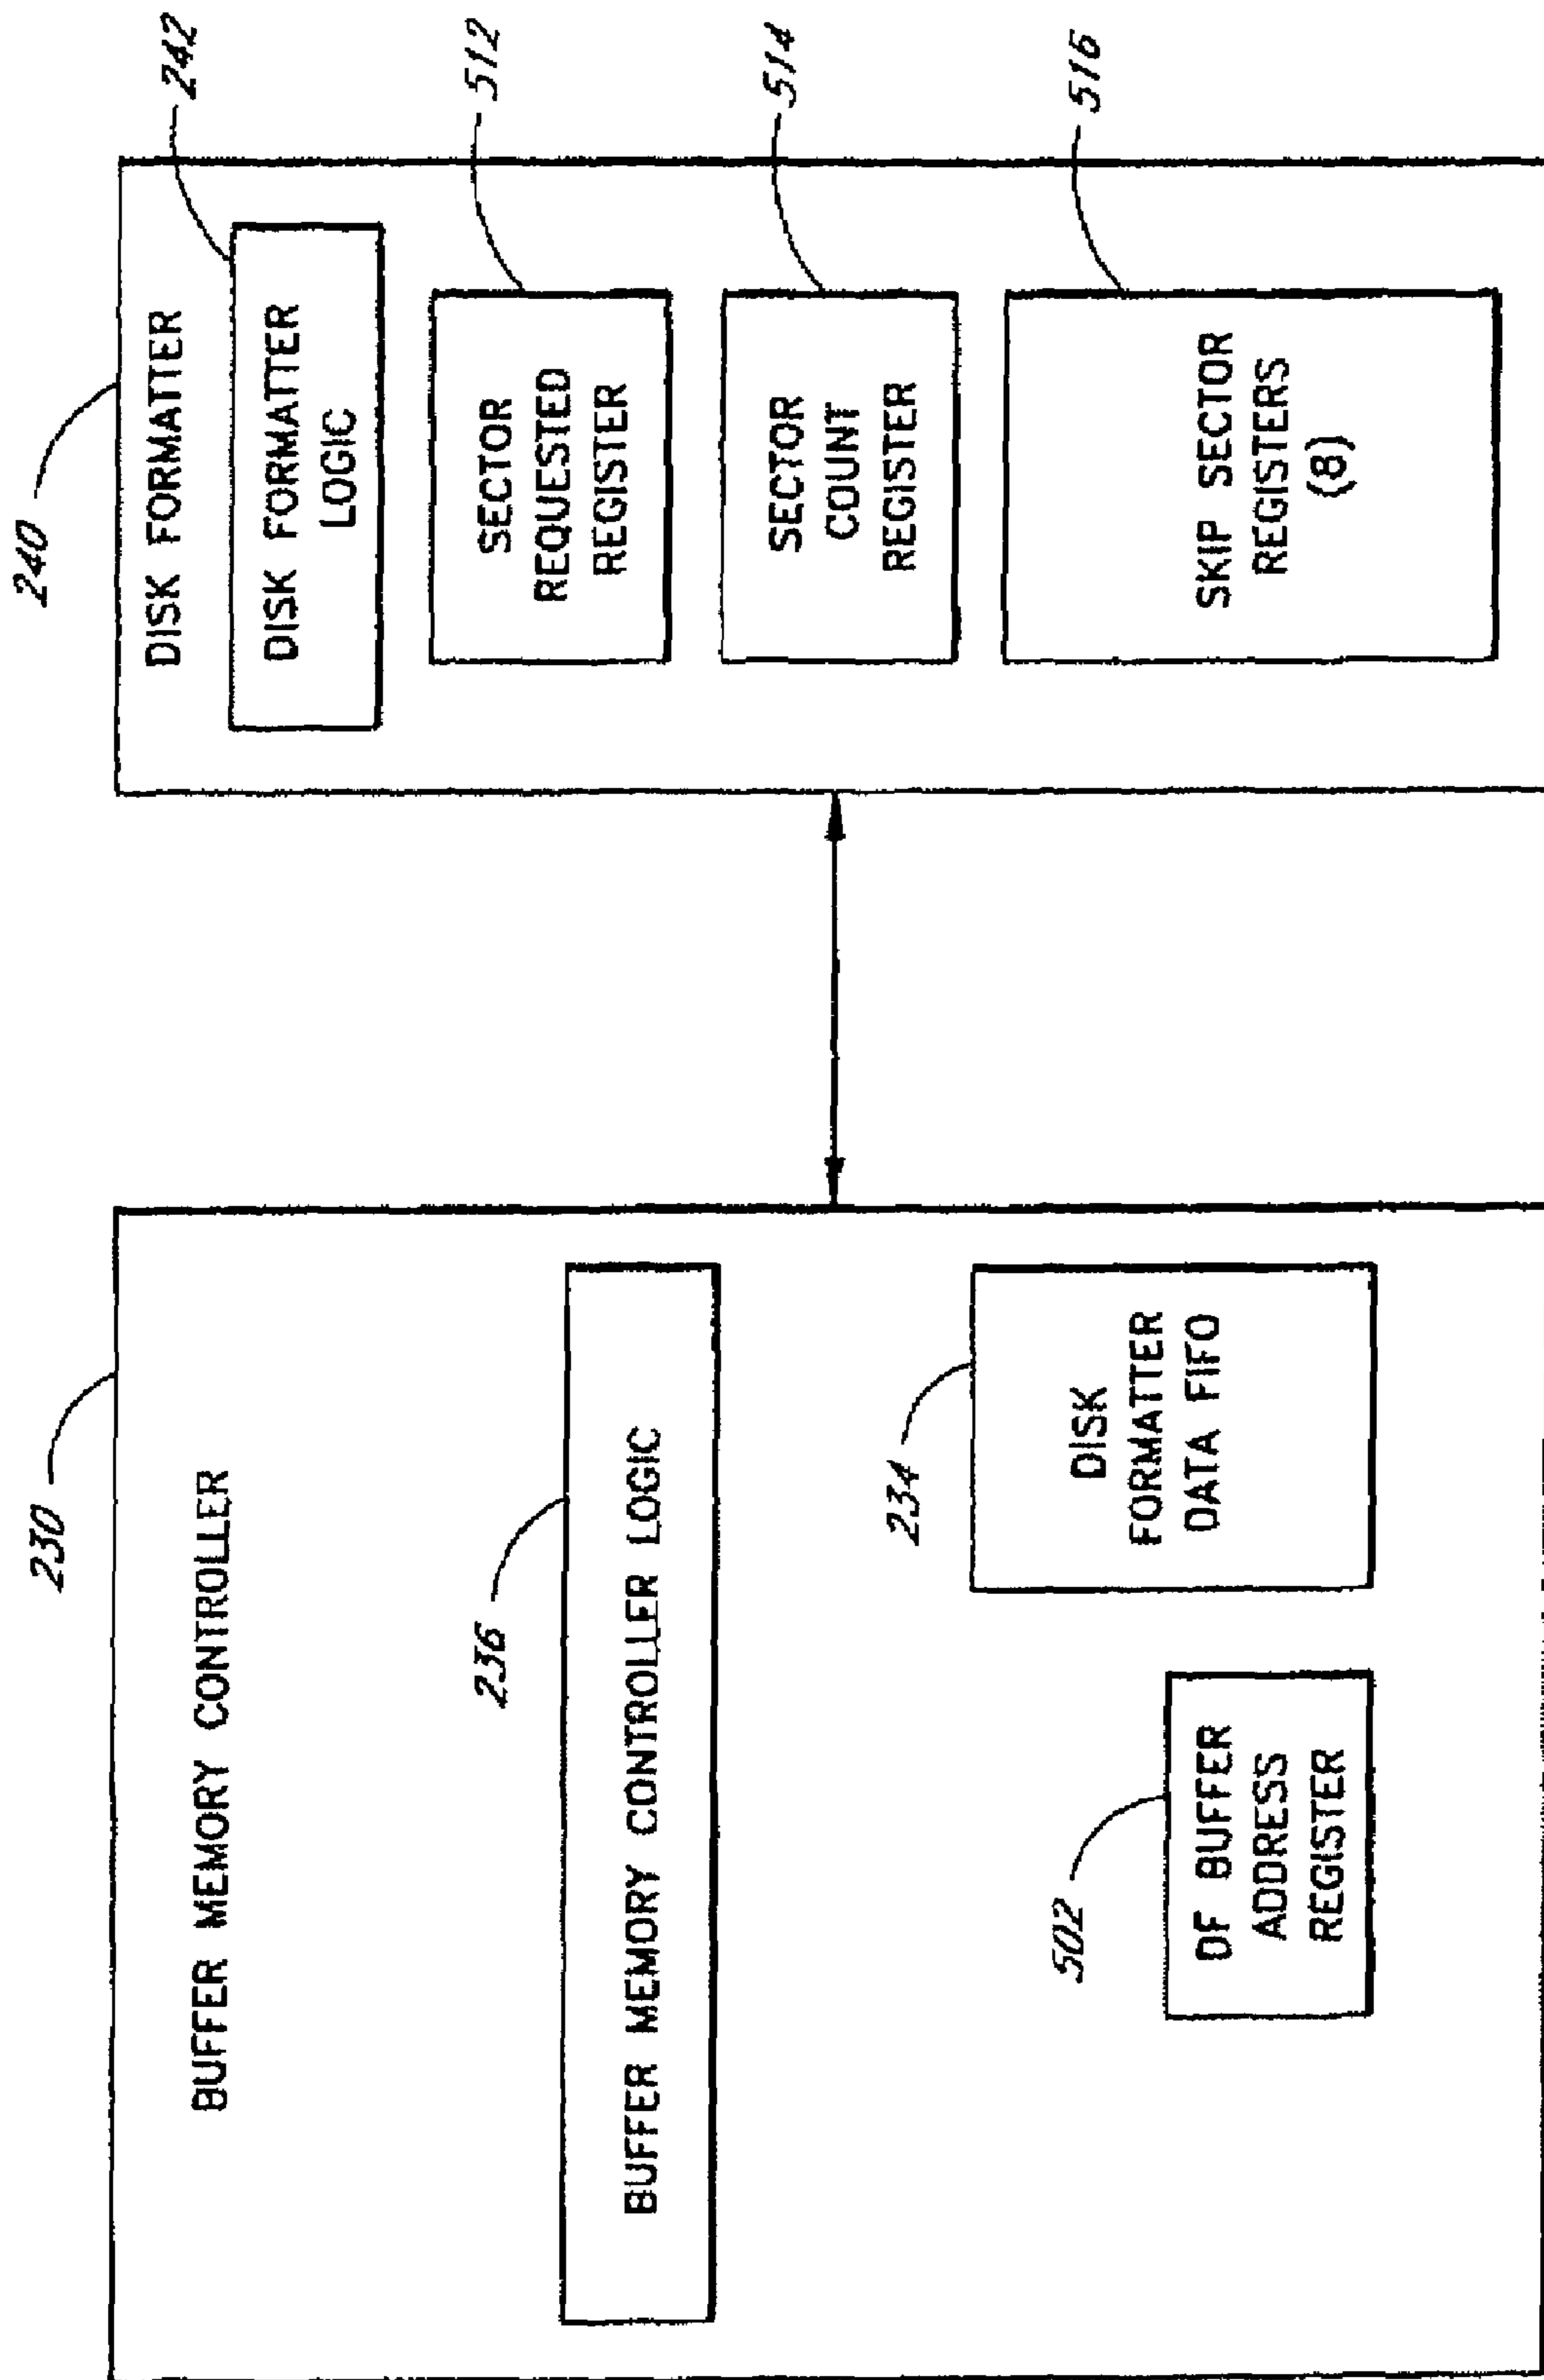 230
BUFFER MEMORY CONTROLLER
236
BUFFER MEMORY CONTROLLER LOGIC
502
DF BUFFER
ADDRESS
REGISTER
234
DISK
FORMATTER
DATA FIFO
240
DISK FORMATTER
242
DISK FORMATTER
LOGIC
512
SECTOR
REQUESTED
REGISTER
514
SECTOR
COUNT
REGISTER
516
SKIP SECTOR
REGISTERS
(8)